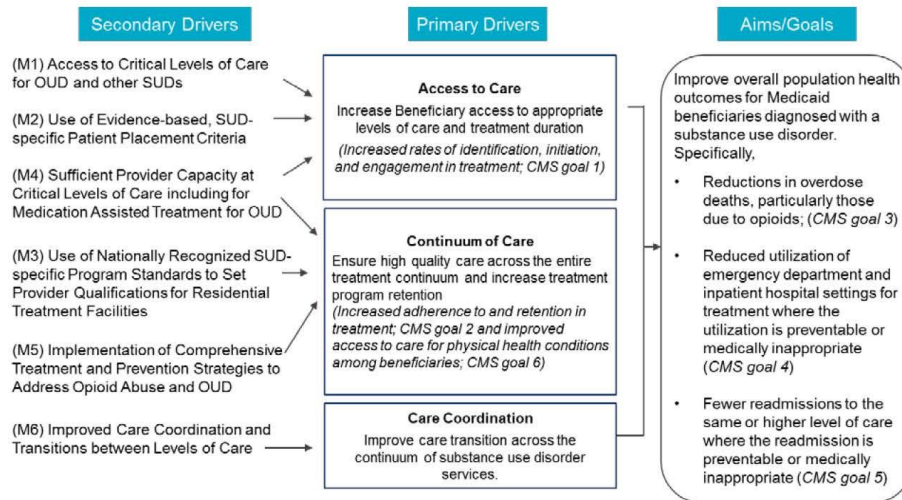 Secondary Drivers
Primary Drivers
Aims/Goals
(M1) Access to Critical Levels of Care
for OUD and other SUDs
(M2) Use of Evidence-based, SUD-
specific Patient Placement Criteria
(M4) Sufficient Provider Capacity at
Critical Levels of Care including for
Medication Assisted Treatment for OUD
(M3) Use of Nationally Recognized SUD-
specific Program Standards to Set
Provider Qualifications for Residential
Treatment Facilities
(M5) Implementation of Comprehensive
Treatment and Prevention Strategies to
Address Opioid Abuse and OUD
(M6) Improved Care Coordination and
Transitions between Levels of Care
Access to Care
Increase Beneficiary access to appropriate
levels of care and treatment duration
(Increased rates of identification, initiation,
and engagement in treatment; CMS goal 1)
Continuum of Care
Ensure high quality care across the entire
treatment continuum and increase treatment
program retention
(Increased adherence to and retention in
treatment; CMS goal 2 and improved
access to care for physical health conditions
among beneficiaries; CMS goal 6)
Care Coordination
Improve care transition across the
continuum of substance use disorder
services.
Improve overall population health
outcomes for Medicaid
beneficiaries diagnosed with a
substance use disorder.
Specifically,
• Reductions in overdose
deaths, particularly those
due to opioids; (CMS goal 3)
• Reduced utilization of
emergency department and
inpatient hospital settings for
treatment where the
utilization is preventable or
medically inappropriate
(CMS goal 4)
• Fewer readmissions to the
same or higher level of care
where the readmission is
preventable or medically
inappropriate (CMS goal 5)